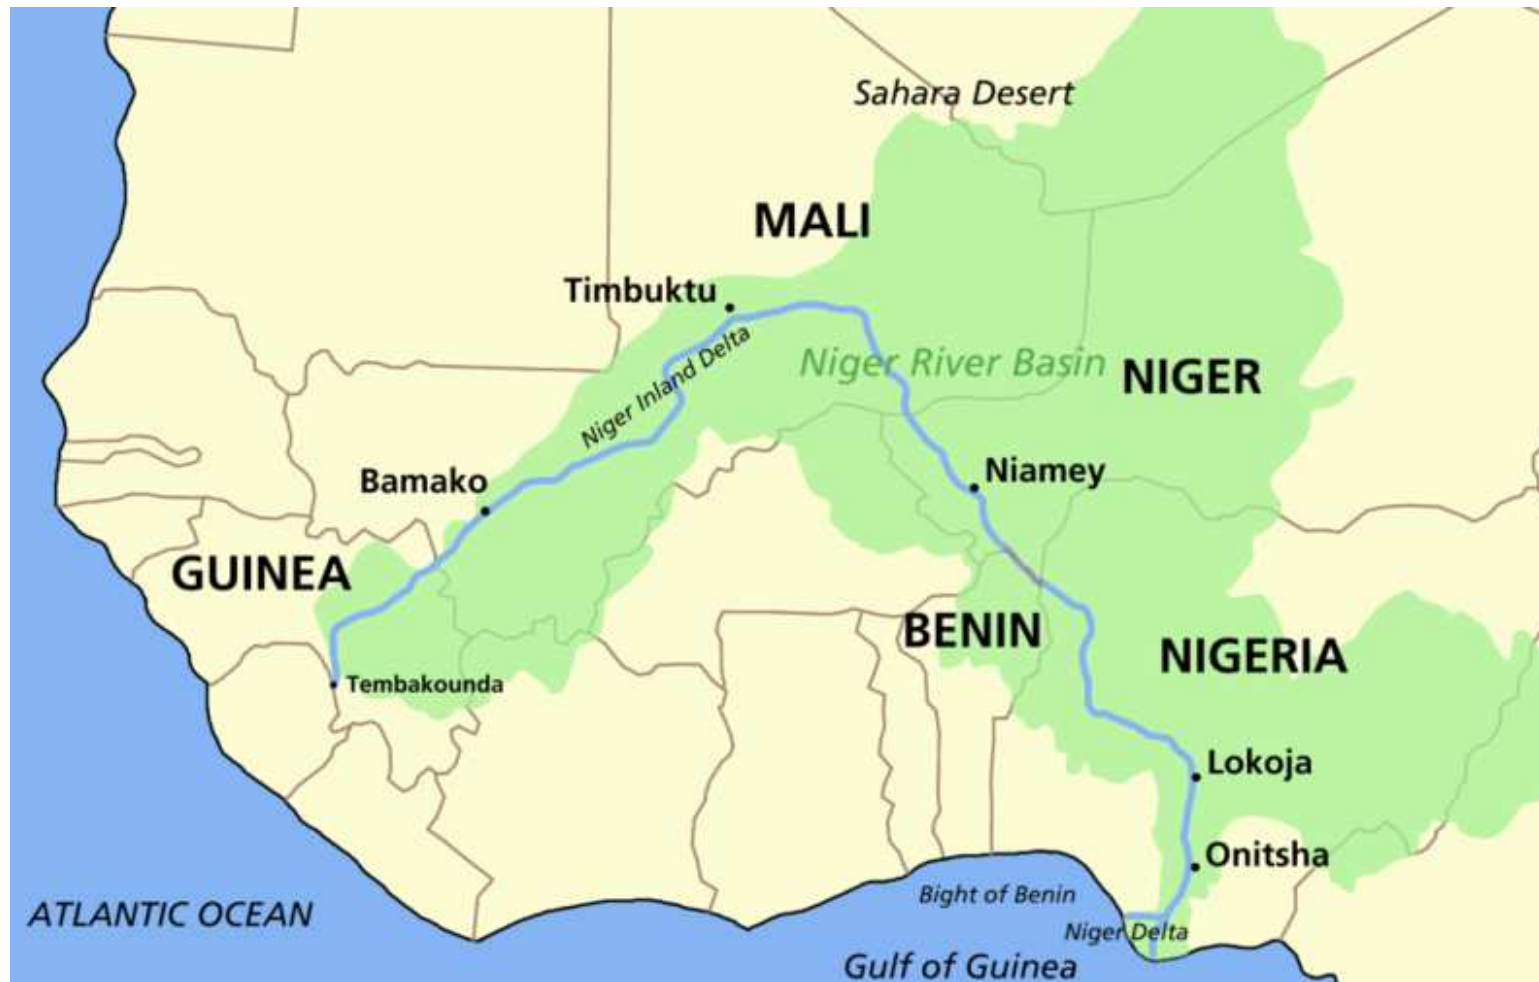 Sahara Desert
MALI
Timbuktu
Niger Inland Delta
Niger River Basin
NIGER
Bamako
Niamey
GUINEA
BENIN
NIGERIA
Tembakounda
Lokoja
Onitsha
Bight of Benin
ATLANTIC OCEAN
Niger Delta
Gulf of Guinea